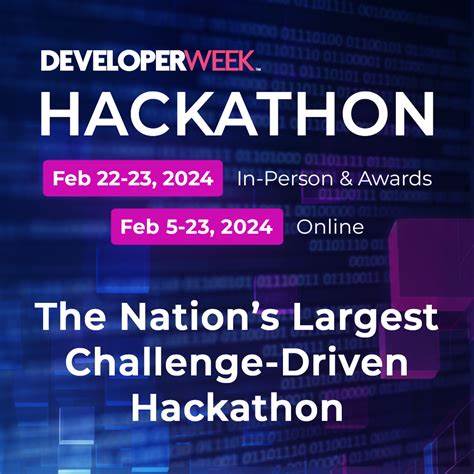 DEVELOPERWEEK™
HACKATHON
Feb 22-23, 2024 In-Person & Awards
Feb 5-23, 2024 Online
The Nation's Largest
Challenge-Driven
Hackathon